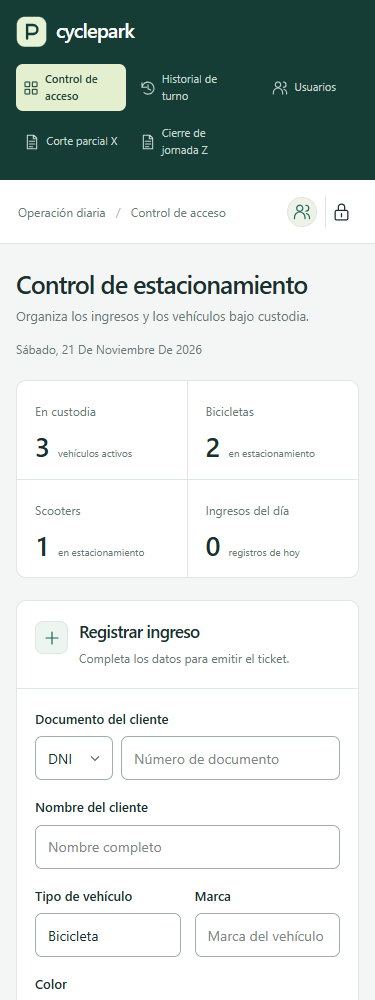 P cyclepark
Control de
acceso
Historial de
turno
Usuarios
Corte parcial X
Cierre de
jornada Z
Operación diaria / Control de acceso
Control de estacionamiento
Organiza los ingresos y los vehículos bajo custodia.
Sábado, 21 De Noviembre De 2026
En custodia
3 vehículos activos
Bicicletas
2 en estacionamiento
Scooters
1 en estacionamiento
Ingresos del día
0 registros de hoy
Registrar ingreso
Completa los datos para emitir el ticket.
Documento del cliente
DNI
Número de documento
Nombre del cliente
Nombre completo
Tipo de vehículo
Bicicleta
Marca
Marca del vehículo
Color